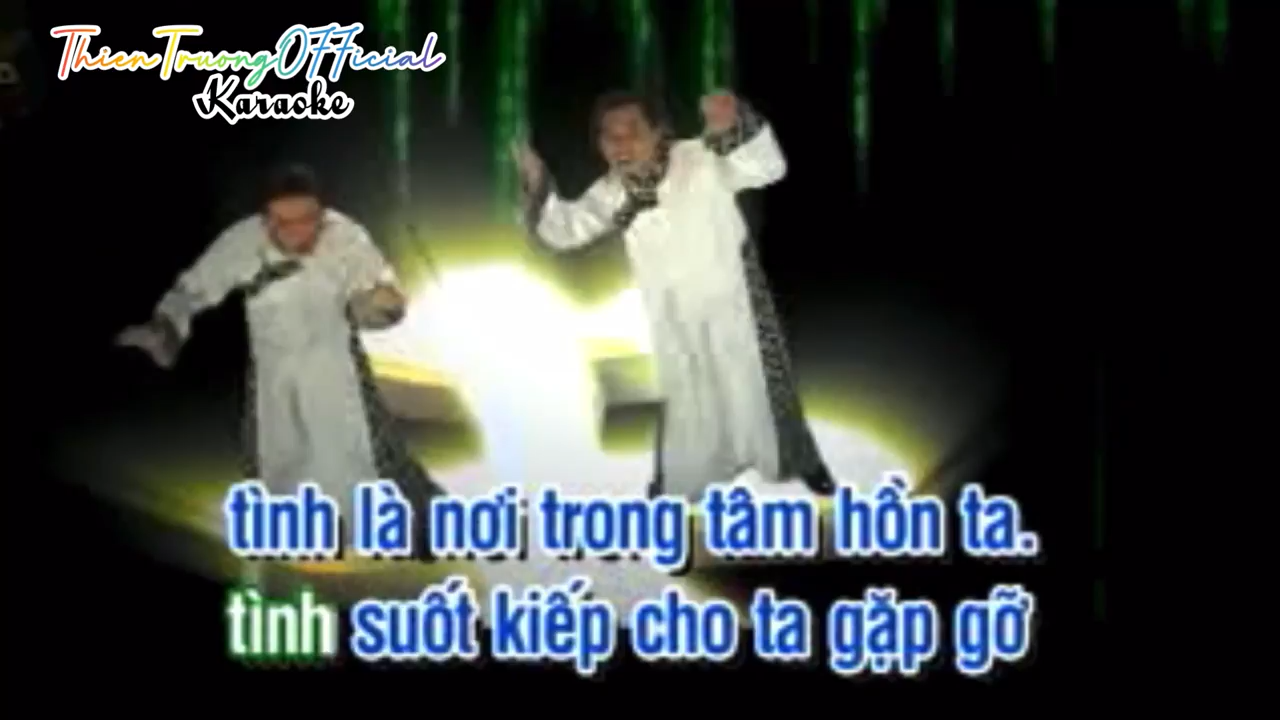 ThienTruongOFFicial
Karaoke
tình là nơi trong tâm hồn ta.
tình suốt kiếp cho ta gặp gỡ